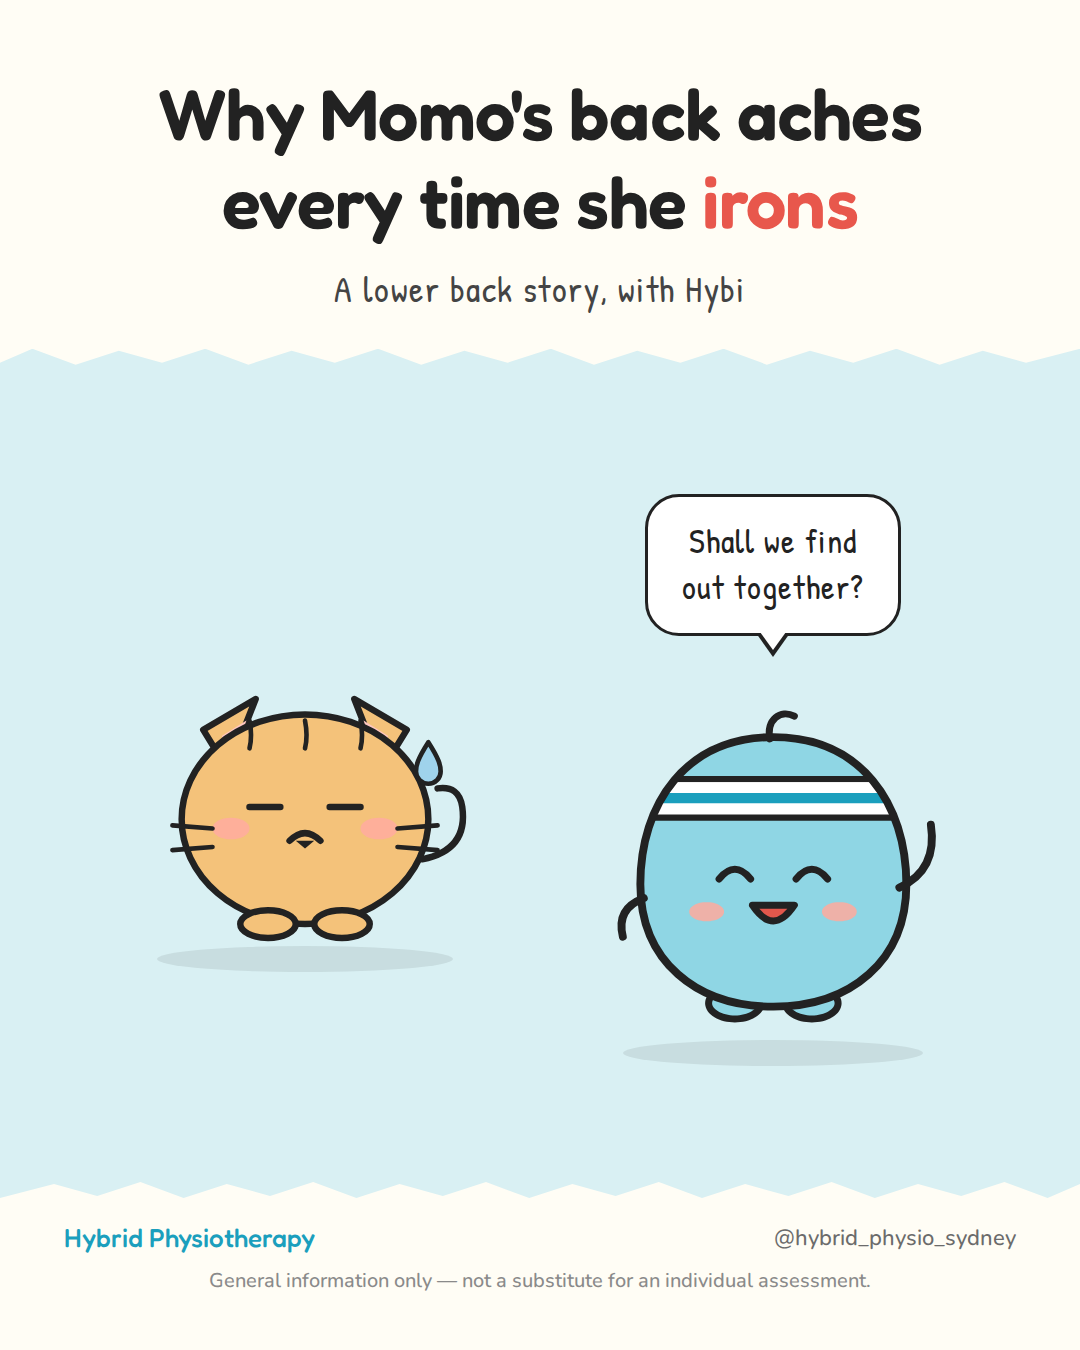 Why Momo's back aches
every time she irons
A lower back story, with Hybi
Shall we find
out together?
Hybrid Physiotherapy
@hybrid_physio_sydney
General information only — not a substitute for an individual assessment.